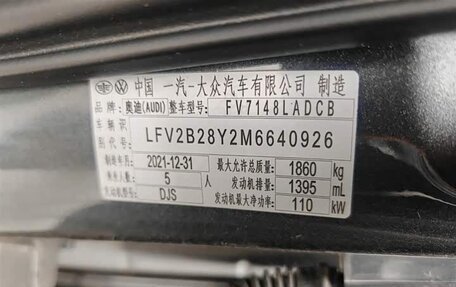 中国 一汽-大众汽车有限公司 制造
品牌: 奥迪(AUDI) 整车型号: FV7148LADCB
车辆识 LFV2B28Y2M6640926
制造年月 2021-12-31 最大允许总质量 1860 kg
乘坐人数 5 人 发动机排量 1395 mL
发动机型号 DJS 发动机最大净功率 110 kW